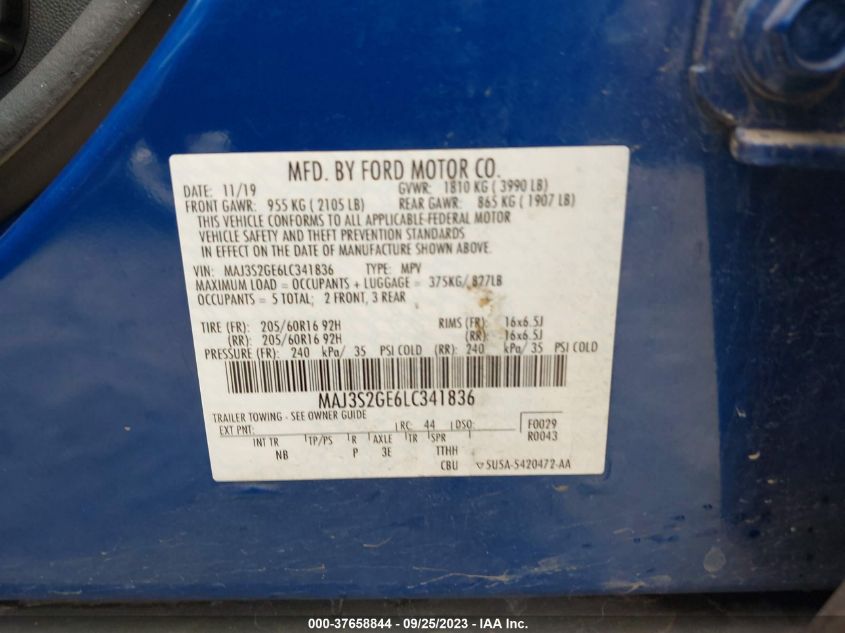 MFD. BY FORD MOTOR CO.
DATE: 11/19 GVWR: 1810 KG ( 3990 LB)
FRONT GAWR: 955 KG ( 2105 LB) REAR GAWR: 865 KG ( 1907 LB)
THIS VEHICLE CONFORMS TO ALL APPLICABLE-FEDERAL MOTOR
VEHICLE SAFETY AND THEFT PREVENTION STANDARDS
IN EFFECT ON THE DATE OF MANUFACTURE SHOWN ABOVE.
VIN: MAJ3S2GE6LC341836 TYPE: MPV
MAXIMUM LOAD = OCCUPANTS + LUGGAGE = 375KG/ 827LB
OCCUPANTS = 5 TOTAL; 2 FRONT, 3 REAR
TIRE (FR): 205/60R16 92H RIMS (FR): 16x6.5J
(RR): 205/60R16 92H (RR): 16x6.5J
PRESSURE (FR): 240 kPa/ 35 PSI COLD (RR): 240 kPa/ 35 PSI COLD
MAJ3S2GE6LC341836
TRAILER TOWING - SEE OWNER GUIDE
EXT PNT: RC: 44 DSO: F0029
INT TR TP/PS R AXLE TR SPR R0043
NB P 3E TTHH
CBU SU5A-5420472-AA
000-37658844 - 09/25/2023 - IAA Inc.